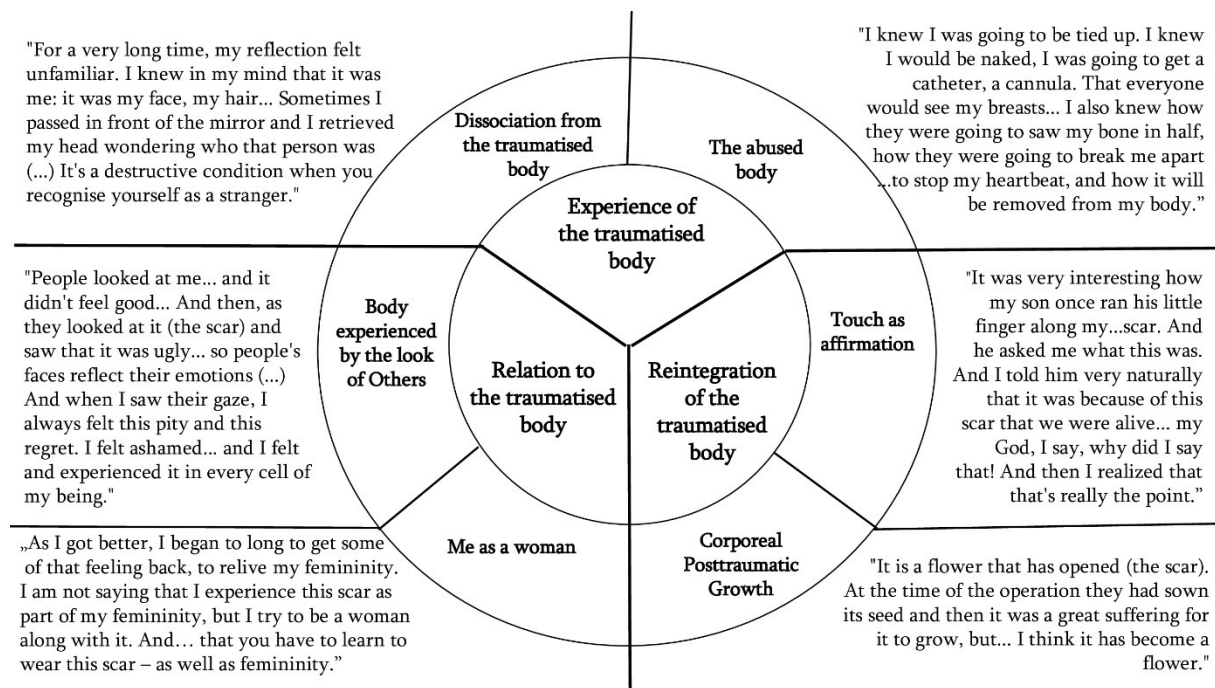 "For a very long time, my reflection felt
unfamiliar. I knew in my mind that it was
me: it was my face, my hair... Sometimes I
passed in front of the mirror and I retrieved
my head wondering who that person was
(...) It's a destructive condition when you
recognise yourself as a stranger."
Dissociation from
the traumatised
body
The abused
body
"I knew I was going to be tied up. I knew
I would be naked, I was going to get a
catheter, a cannula. That everyone
would see my breasts... I also knew how
they were going to saw my bone in half,
how they were going to break me apart
...to stop my heartbeat, and how it will
be removed from my body.”
Experience of
the traumatised
body
"People looked at me... and it
didn't feel good... And then, as
they looked at it (the scar) and
saw that it was ugly... so people's
faces reflect their emotions (...)
And when I saw their gaze, I
always felt this pity and this
regret. I felt ashamed... and I felt
and experienced it in every cell of
my being."
Body
experienced
by the look
of Others
Relation to
the traumatised
body
Reintegration
of the
traumatised
body
Touch as
affirmation
"It was very interesting how
my son once ran his little
finger along my...scar. And
he asked me what this was.
And I told him very naturally
that it was because of this
scar that we were alive... my
God, I say, why did I say
that! And then I realized that
that's really the point.”
„As I got better, I began to long to get some
of that feeling back, to relive my femininity.
I am not saying that I experience this scar as
part of my femininity, but I try to be a woman
along with it. And… that you have to learn to
wear this scar – as well as femininity.”
Me as a woman
Corporeal
Posttraumatic
Growth
"It is a flower that has opened (the scar).
At the time of the operation they had sown
its seed and then it was a great suffering for
it to grow, but... I think it has become a
flower."